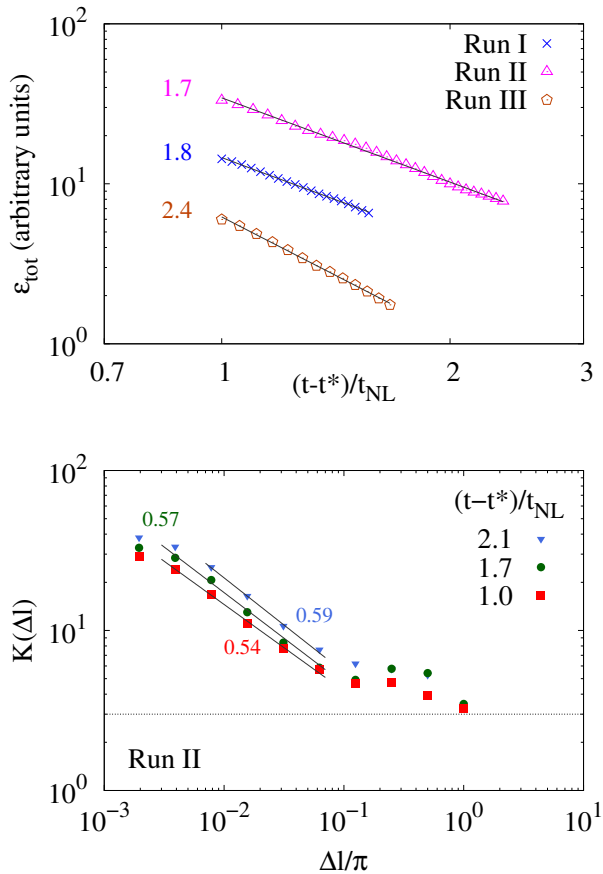 10²
Run I
Run II
Run III
1.7
1.8
2.4
10¹
10⁰
ε_tot (arbitrary units)
0.7 1 2 3
(t-t*)/t_NL
10²
(t−t*)/t_NL
2.1
1.7
1.0
0.57
0.59
0.54
10¹
K(Δl)
Run II
10⁰
10⁻³ 10⁻² 10⁻¹ 10⁰ 10¹
Δl/π